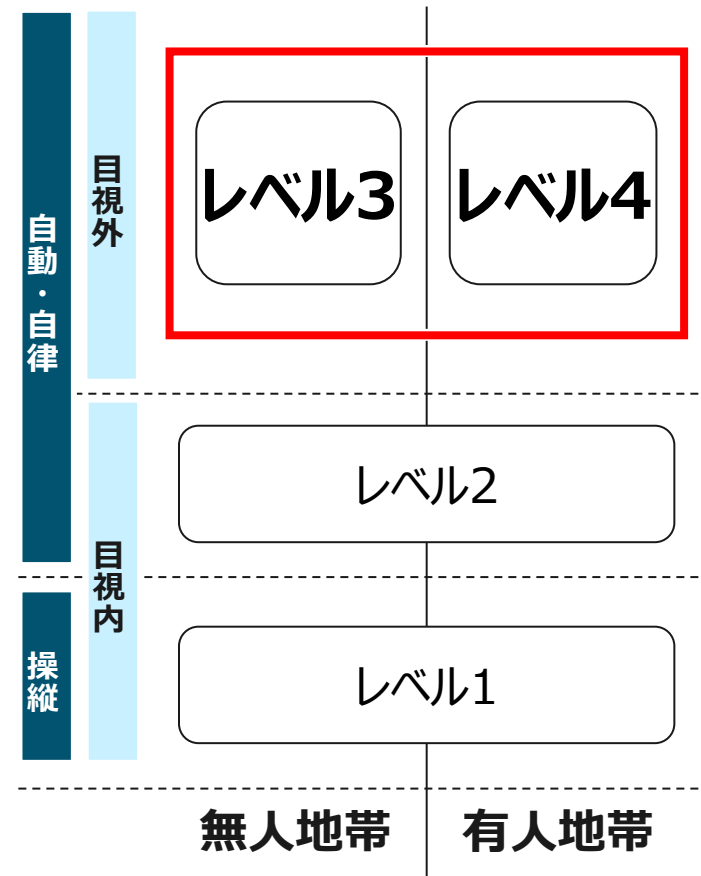 自動・自律
目視外
レベル3
レベル4
目視内
レベル2
操縦
レベル1
無人地帯
有人地帯